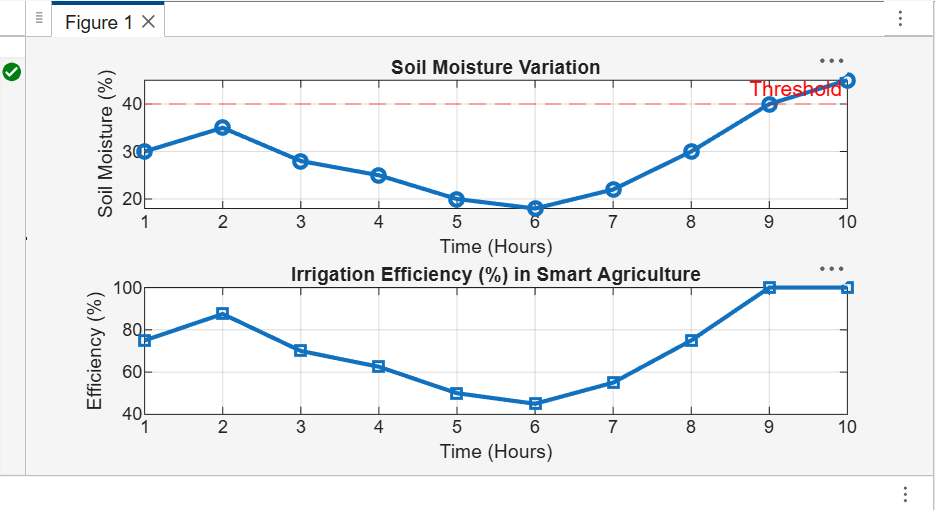 Figure 1
Soil Moisture Variation
Soil Moisture (%)
40
30
20
Threshold
1 2 3 4 5 6 7 8 9 10
Time (Hours)
Irrigation Efficiency (%) in Smart Agriculture
Efficiency (%)
100
80
60
40
1 2 3 4 5 6 7 8 9 10
Time (Hours)